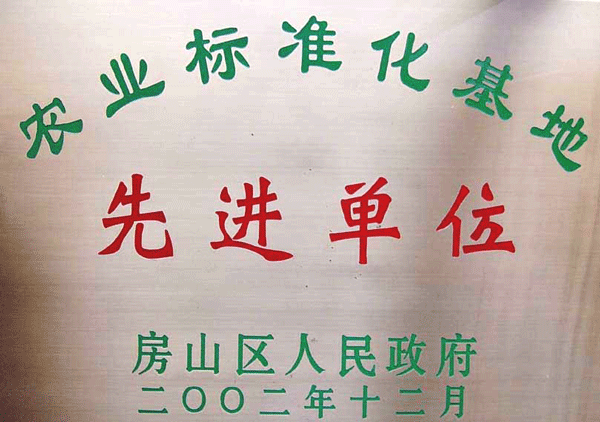 农业标准化基地
先进单位
房山区人民政府
二〇〇二年十二月